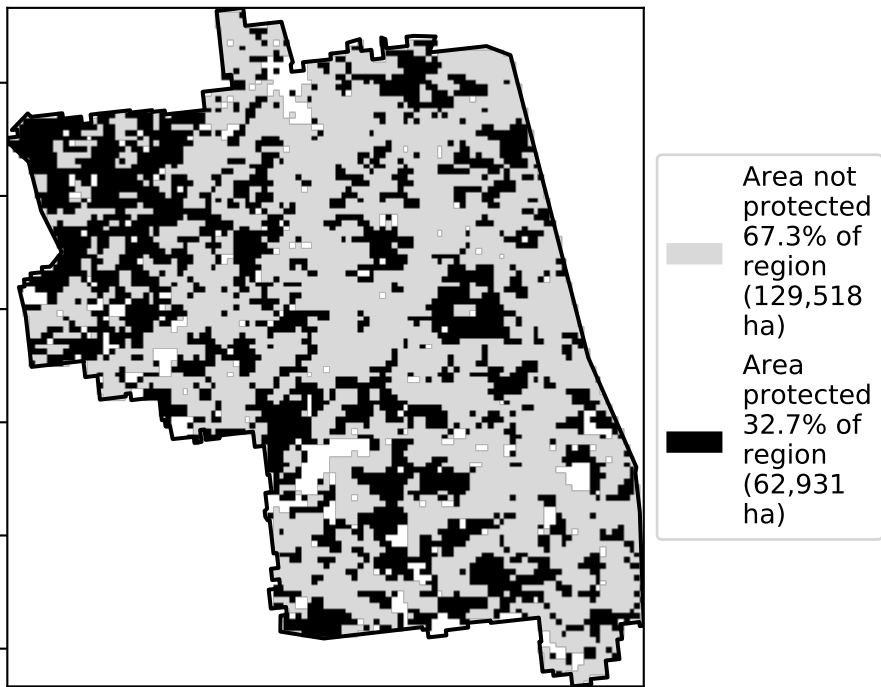 Area not
protected
67.3% of
region
(129,518
ha)
Area
protected
32.7% of
region
(62,931
ha)